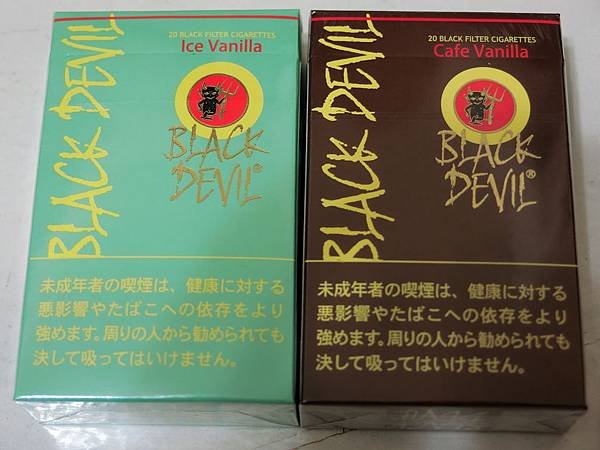 20 BLACK FILTER CIGARETTES
Ice Vanilla
BLACK DEVIL
BLACK
DEVIL®
未成年者の喫煙は、健康に対する
悪影響やたばこへの依存をより
強めます。周りの人から勧められても
決して吸ってはいけません。
20 BLACK FILTER CIGARETTES
Cafe Vanilla
BLACK DEVIL
BLACK
DEVIL®
未成年者の喫煙は、健康に対する
悪影響やたばこへの依存をより
強めます。周りの人から勧められても
決して吸ってはいけません。